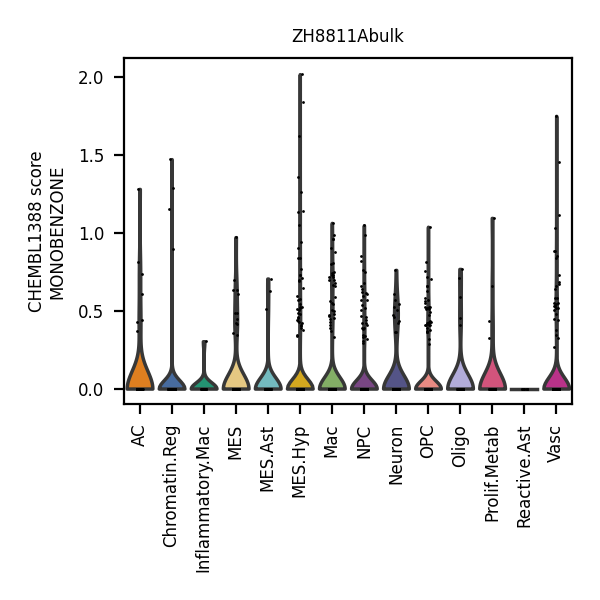 ZH8811Abulk
CHEMBL1388 score
MONOBENZONE
2.0
1.5
1.0
0.5
0.0
AC
Chromatin.Reg
Inflammatory.Mac
MES
MES.Ast
MES.Hyp
Mac
NPC
Neuron
OPC
Oligo
Prolif.Metab
Reactive.Ast
Vasc